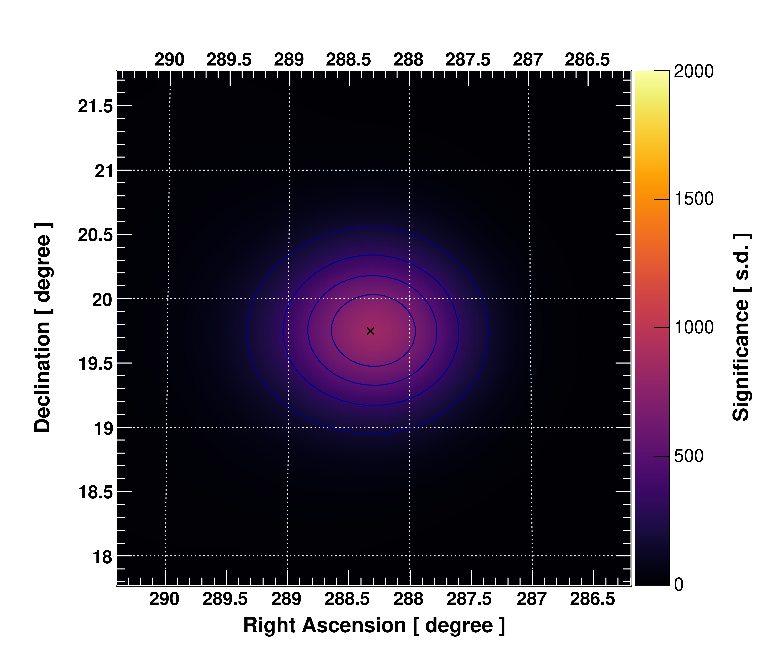 290 289.5 289 288.5 288 287.5 287 286.5
2000
1500
1000
500
0
Significance [ s.d. ]
21.5
21
20.5
20
19.5
19
18.5
18
Declination [ degree ]
290 289.5 289 288.5 288 287.5 287 286.5
Right Ascension [ degree ]